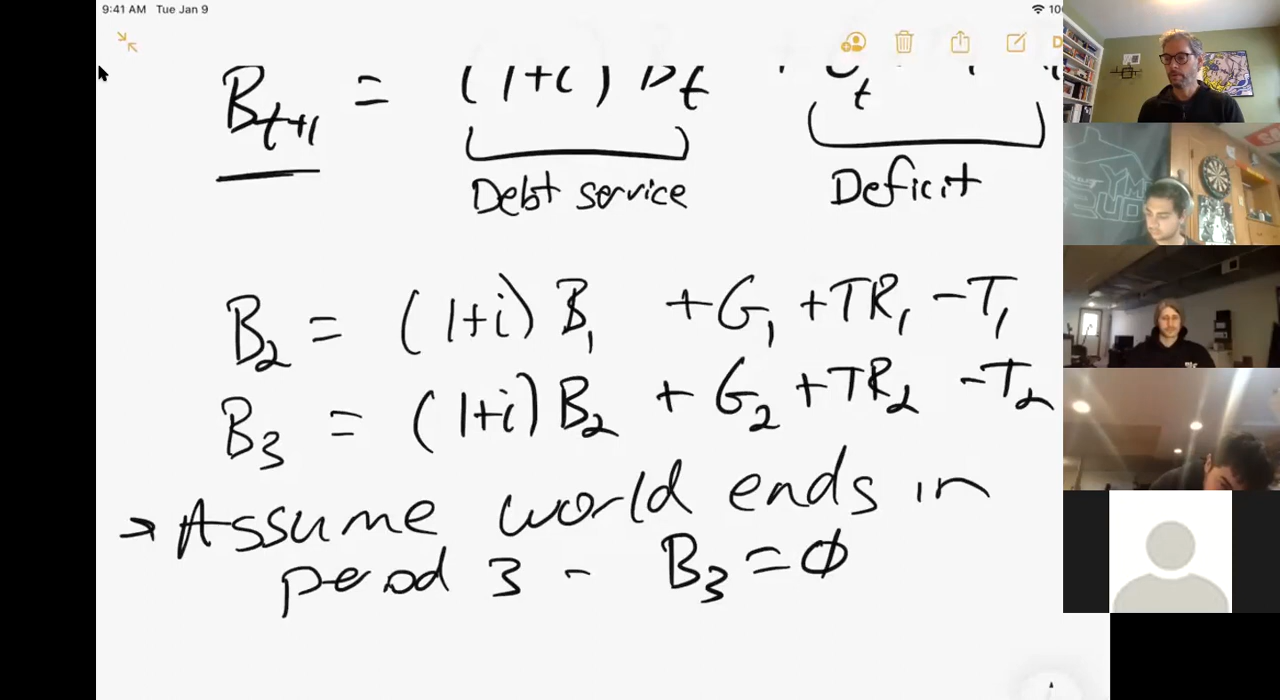 9:41 AM Tue Jan 9
B_{t+1} = (1+i) B_t
Debt service
Deficit
B_2 = (1+i) B_1 + G_1 + TR_1 - T_1
B_3 = (1+i) B_2 + G_2 + TR_2 - T_2
→ Assume world ends in
period 3 - B_3 = ϕ